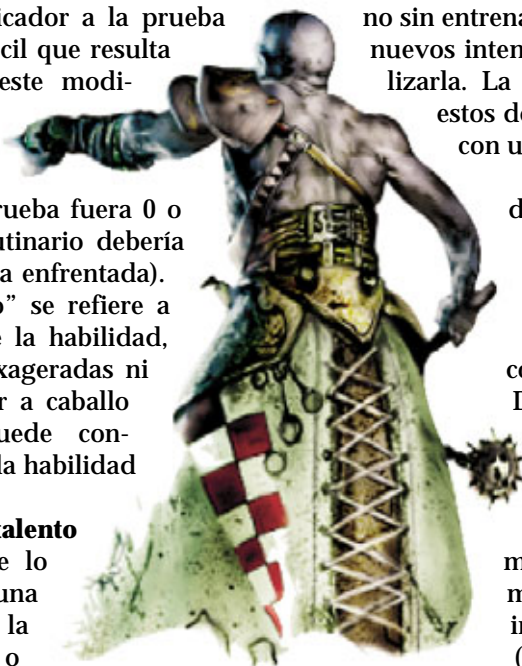 icador a la prueba
cil que resulta
este modi-
rueba fuera 0 o
utinario debería
a enfrentada).
o” se refiere a
e la habilidad,
xageradas ni
r a caballo
uede con-
la habilidad
talento
e lo
una
la
o
no sin entrena
nuevos inten
lizarla. La
estos de
con u
d
co
D
m
m
in
(